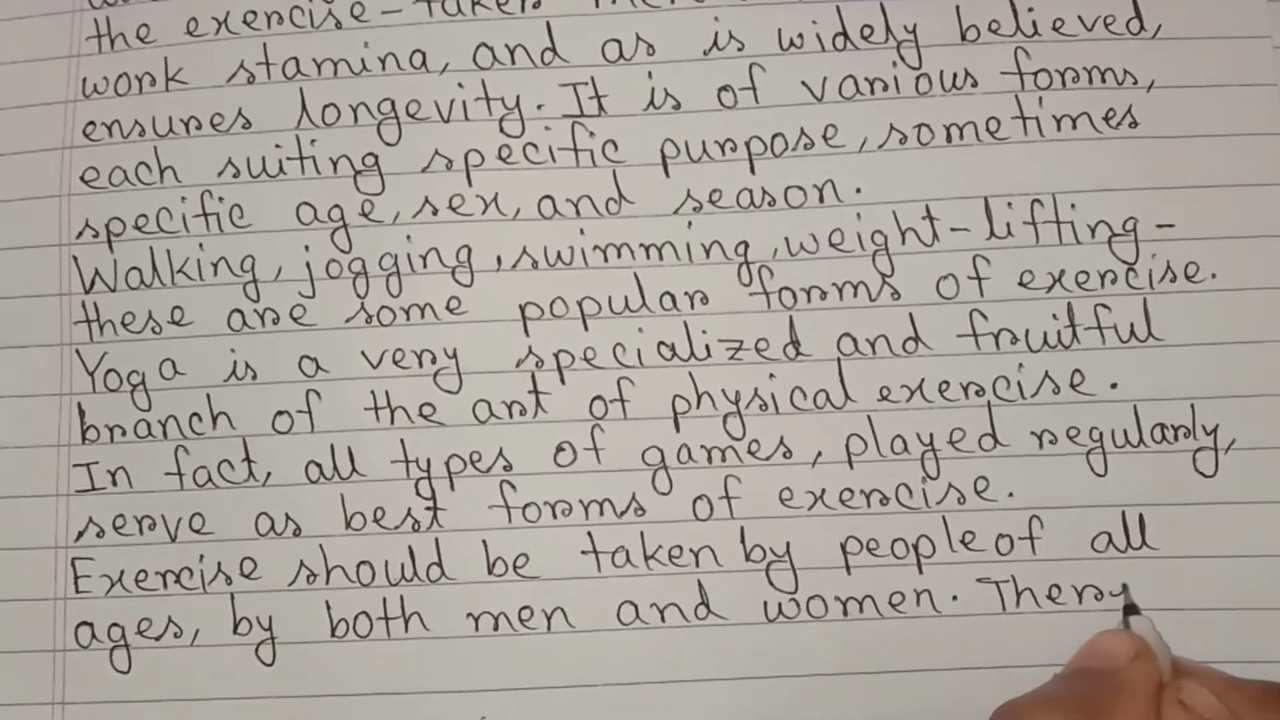 the exercise - taken
work stamina, and as is widely believed,
ensures longevity. It is of various forms,
each suiting specific purpose, sometimes
specific age, sex, and season.
Walking, jogging, swimming, weight-lifting-
these are some popular forms of exercise.
Yoga is a very specialized and fruitful
branch of the art of physical exercise.
In fact, all types of games, played regularly,
serve as best forms of exercise.
Exercise should be taken by people of all
ages, by both men and women.